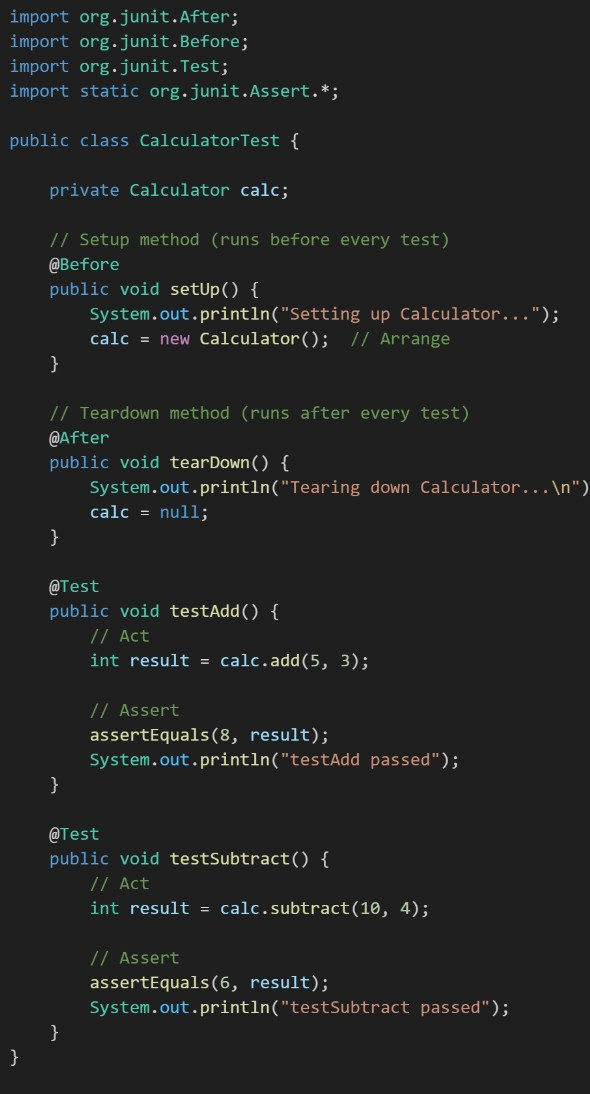 import org.junit.After;
import org.junit.Before;
import org.junit.Test;
import static org.junit.Assert.*;

public class CalculatorTest {

    private Calculator calc;

    // Setup method (runs before every test)
    @Before
    public void setUp() {
        System.out.println("Setting up Calculator...");
        calc = new Calculator();  // Arrange
    }

    // Teardown method (runs after every test)
    @After
    public void tearDown() {
        System.out.println("Tearing down Calculator...\n")
        calc = null;
    }

    @Test
    public void testAdd() {
        // Act
        int result = calc.add(5, 3);

        // Assert
        assertEquals(8, result);
        System.out.println("testAdd passed");
    }

    @Test
    public void testSubtract() {
        // Act
        int result = calc.subtract(10, 4);

        // Assert
        assertEquals(6, result);
        System.out.println("testSubtract passed");
    }
}